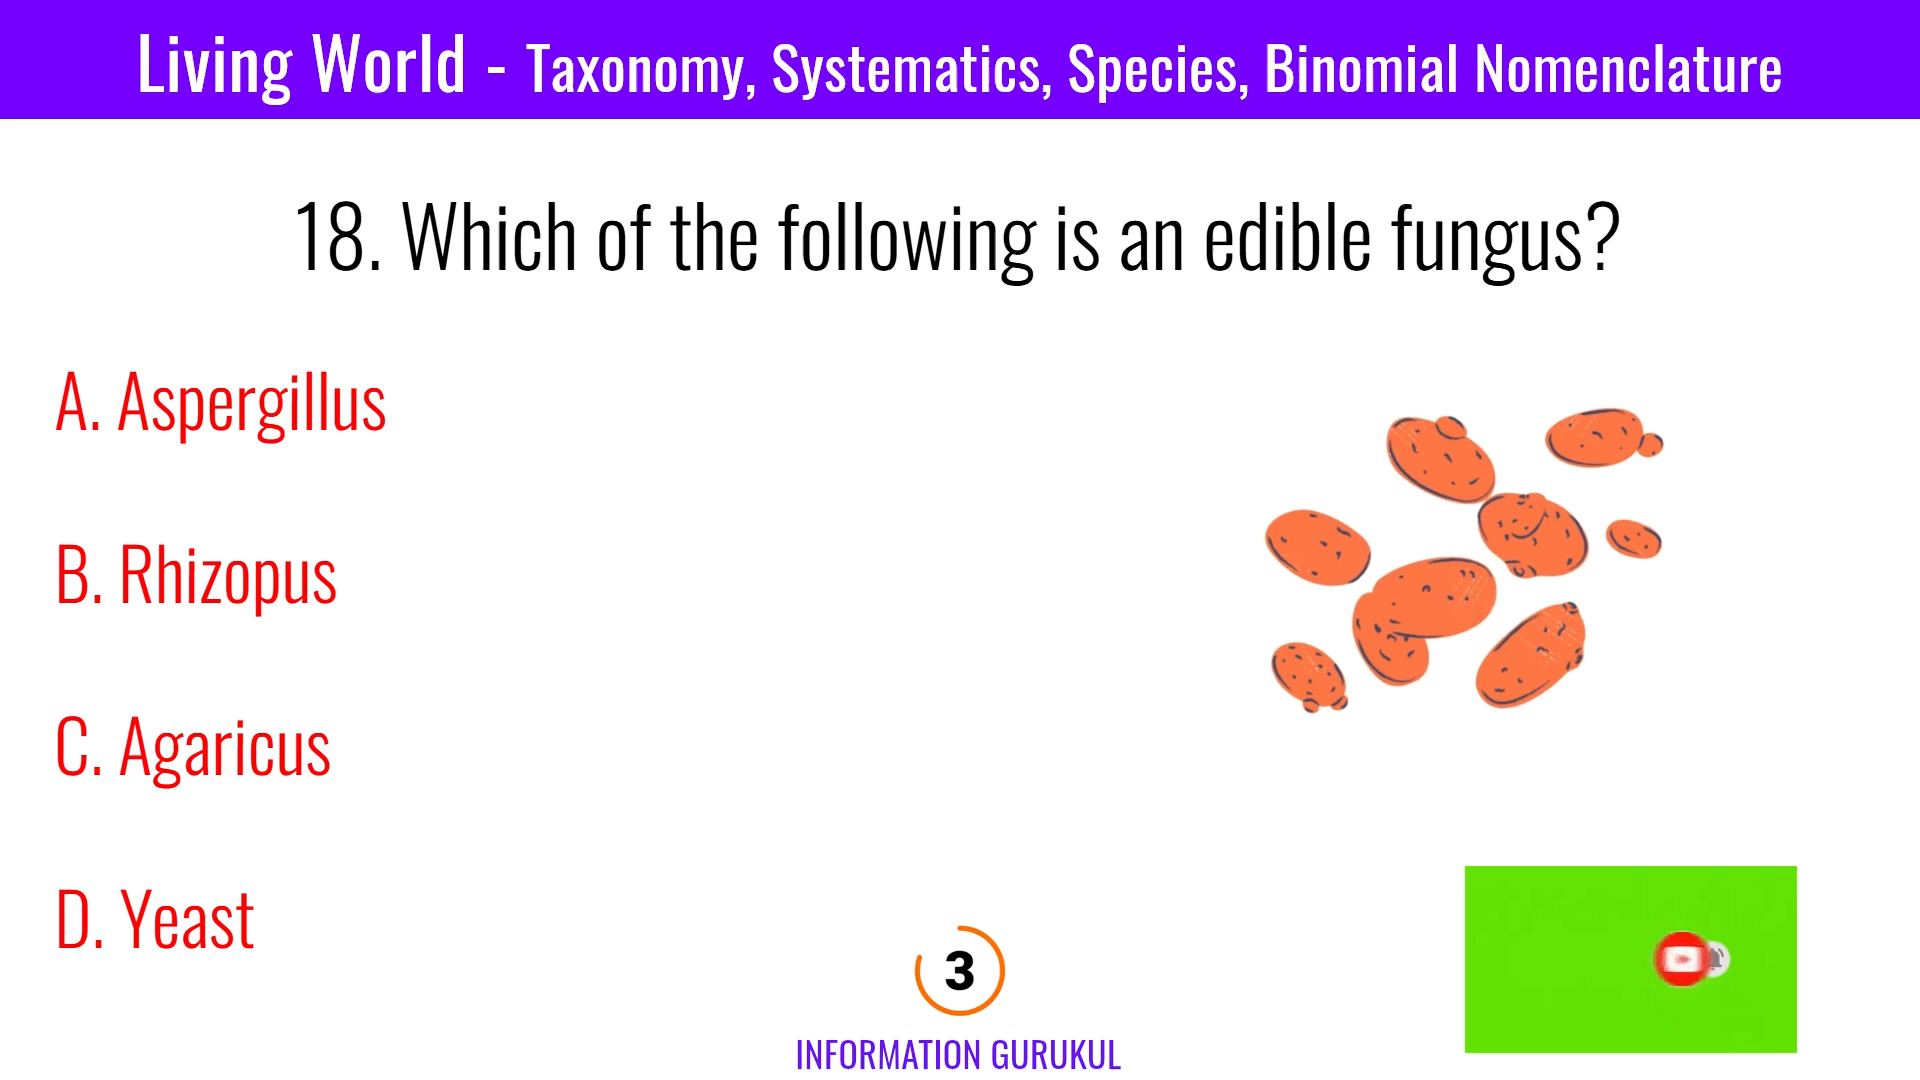 Living World - Taxonomy, Systematics, Species, Binomial Nomenclature
18. Which of the following is an edible fungus?
A. Aspergillus
B. Rhizopus
C. Agaricus
D. Yeast
3
INFORMATION GURUKUL